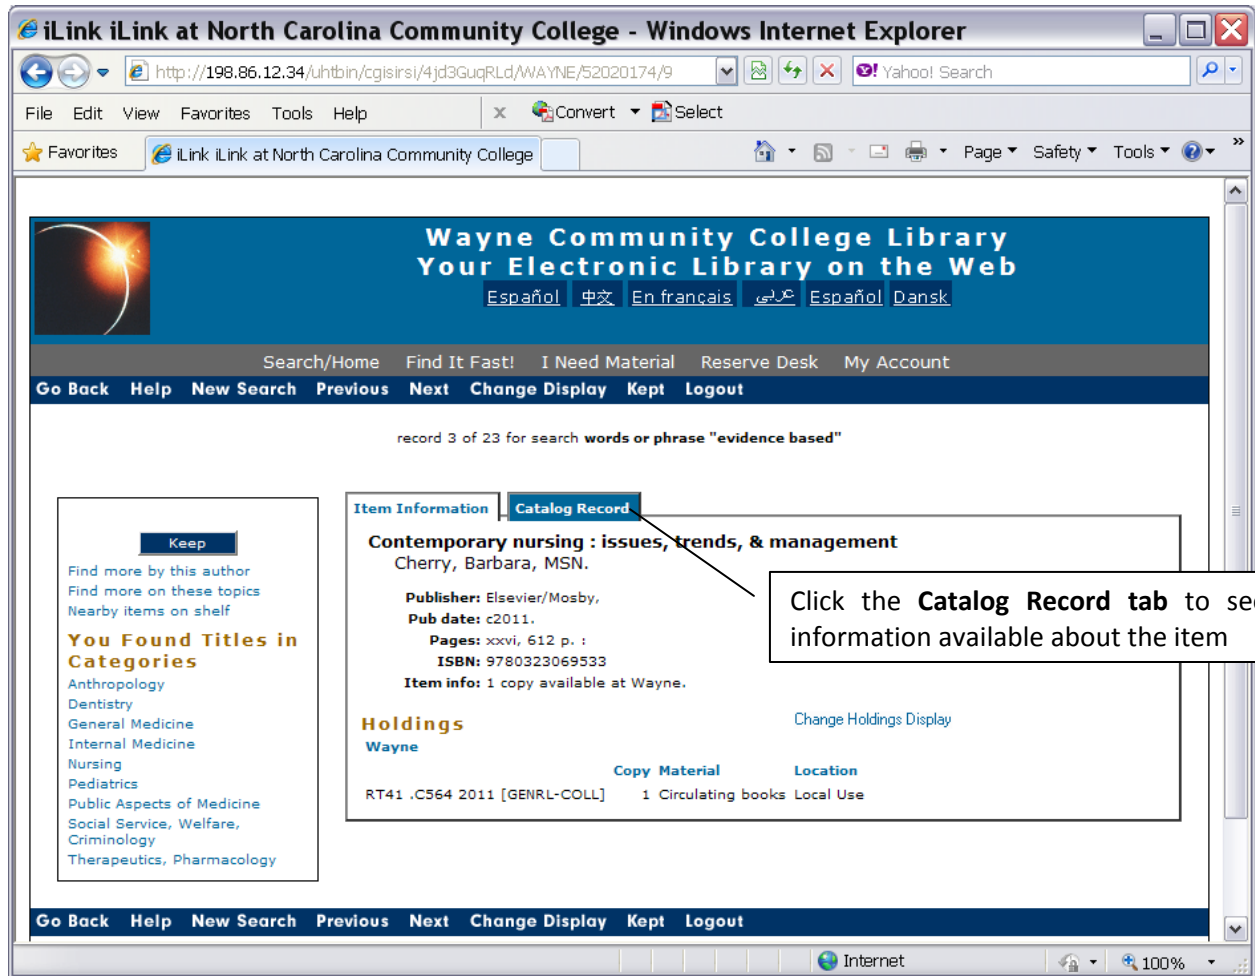 iLink iLink at North Carolina Community College - Windows Internet Explorer
http://198.86.12.34/uhtbin/cgisirsi/4jd3GuqRLd/WAYNE/52020174/9 Yahoo! Search
File Edit View Favorites Tools Help x Convert Select
Favorites iLink iLink at North Carolina Community College Page Safety Tools »
Wayne Community College Library
Your Electronic Library on the Web
Español 中文 En français عربى Español Dansk
Search/Home Find It Fast! I Need Material Reserve Desk My Account
Go Back Help New Search Previous Next Change Display Kept Logout
record 3 of 23 for search words or phrase "evidence based"
Keep
Find more by this author
Find more on these topics
Nearby items on shelf
You Found Titles in
Categories
Anthropology
Dentistry
General Medicine
Internal Medicine
Nursing
Pediatrics
Public Aspects of Medicine
Social Service, Welfare,
Criminology
Therapeutics, Pharmacology
Item Information Catalog Record
Contemporary nursing : issues, trends, & management
Cherry, Barbara, MSN.
Publisher: Elsevier/Mosby,
Pub date: c2011.
Pages: xxvi, 612 p. :
ISBN: 9780323069533
Item info: 1 copy available at Wayne.
Click the Catalog Record tab to see
information available about the item
Holdings Change Holdings Display
Wayne
Copy Material Location
RT41 .C564 2011 [GENRL-COLL] 1 Circulating books Local Use
Go Back Help New Search Previous Next Change Display Kept Logout
Internet 100%